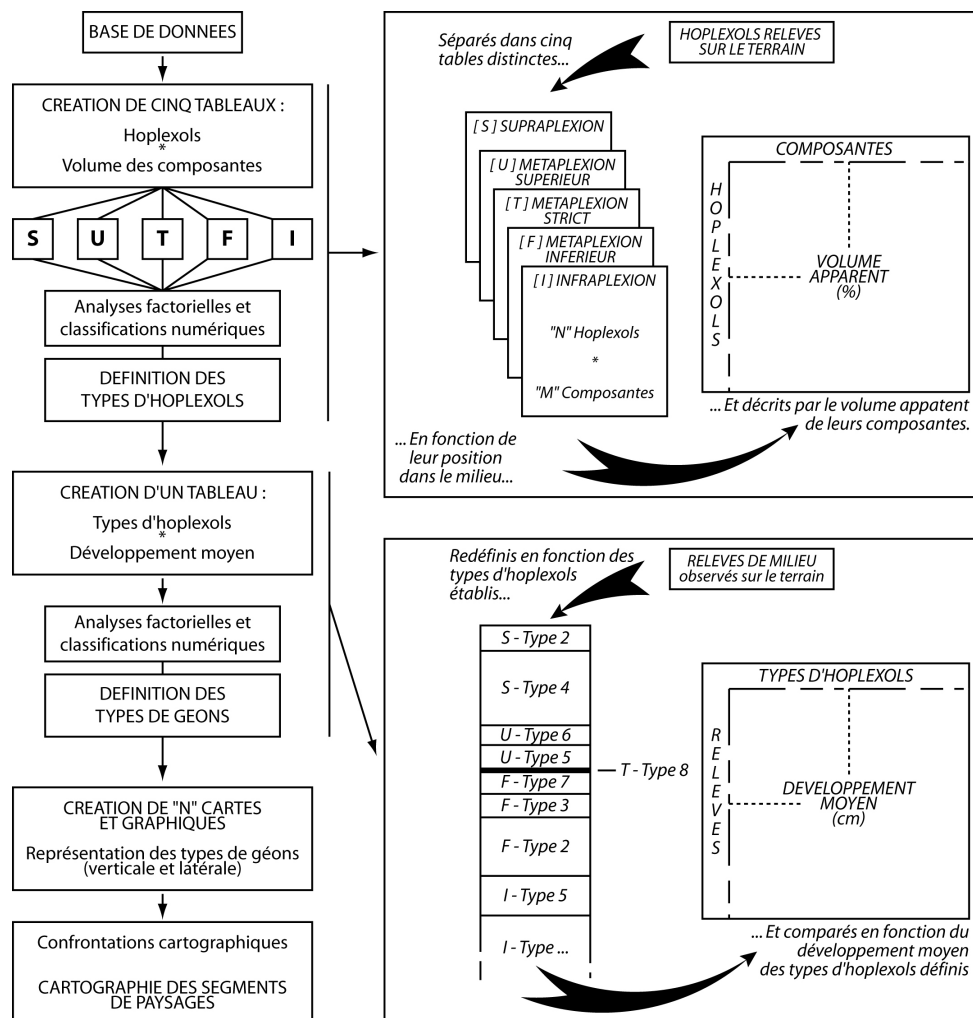 BASE DE DONNEES
CREATION DE CINQ TABLEAUX :
Hoplexols
*
Volume des composantes
S U T F I
Analyses factorielles et
classifications numériques
DEFINITION DES
TYPES D'HOPLEXOLS
CREATION D'UN TABLEAU :
Types d'hoplexols
*
Développement moyen
Analyses factorielles et
classifications numériques
DEFINITION DES
TYPES DE GEONS
CREATION DE "N" CARTES
ET GRAPHIQUES
Représentation des types de géons
(verticale et latérale)
Confrontations cartographiques
CARTOGRAPHIE DES SEGMENTS
DE PAYSAGES
Séparés dans cinq
tables distinctes...
HOPLEXOLS RELEVES
SUR LE TERRAIN
[ S ] SUPRAPLEXION
[ U ] METAPLEXION
SUPERIEUR
[ T ] METAPLEXION
STRICT
[ F ] METAPLEXION
INFERIEUR
[ I ] INFRAPLEXION
"N" Hoplexols
*
"M" Composantes
COMPOSANTES
HOPLEXOLS
VOLUME
APPARENT
(%)
... En fonction de
leur position
dans le milieu...
... Et décrits par le volume appatent
de leurs composantes.
Redéfinis en fonction des
types d'hoplexols
établis...
RELEVES DE MILIEU
observés sur le terrain
S - Type 2
S - Type 4
U - Type 6
U - Type 5
T - Type 8
F - Type 7
F - Type 3
F - Type 2
I - Type 5
I - Type ...
TYPES D'HOPLEXOLS
RELEVES
DEVELOPPEMENT
MOYEN
(cm)
... Et comparés en fonction du
développement moyen
des types d'hoplexols définis